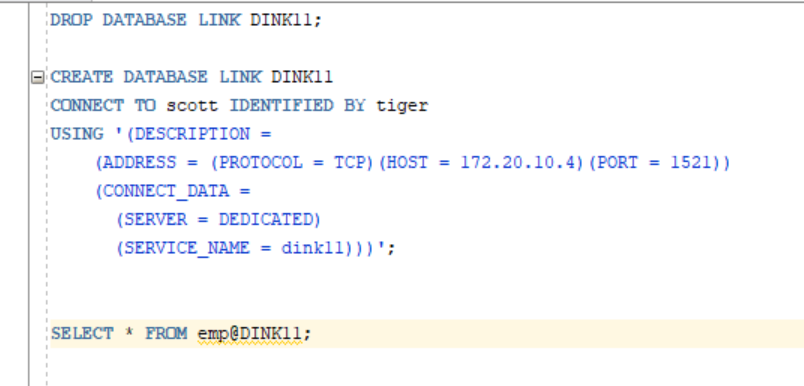 DROP DATABASE LINK DINK11;
CREATE DATABASE LINK DINK11
CONNECT TO scott IDENTIFIED BY tiger
USING '(DESCRIPTION =
(ADDRESS = (PROTOCOL = TCP)(HOST = 172.20.10.4)(PORT = 1521))
(CONNECT_DATA =
(SERVER = DEDICATED)
(SERVICE_NAME = dink11)))';
SELECT * FROM emp@DINK11;